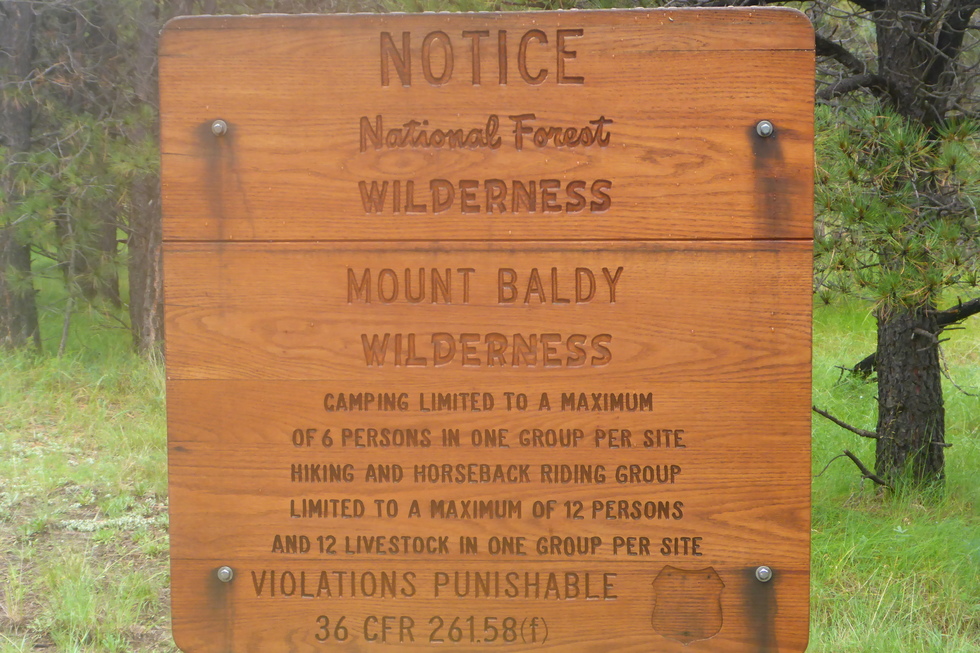 NOTICE
National Forest
WILDERNESS
MOUNT BALDY
WILDERNESS
CAMPING LIMITED TO A MAXIMUM
OF 6 PERSONS IN ONE GROUP PER SITE
HIKING AND HORSEBACK RIDING GROUP
LIMITED TO A MAXIMUM OF 12 PERSONS
AND 12 LIVESTOCK IN ONE GROUP PER SITE
VIOLATIONS PUNISHABLE
36 CFR 261.58(f)